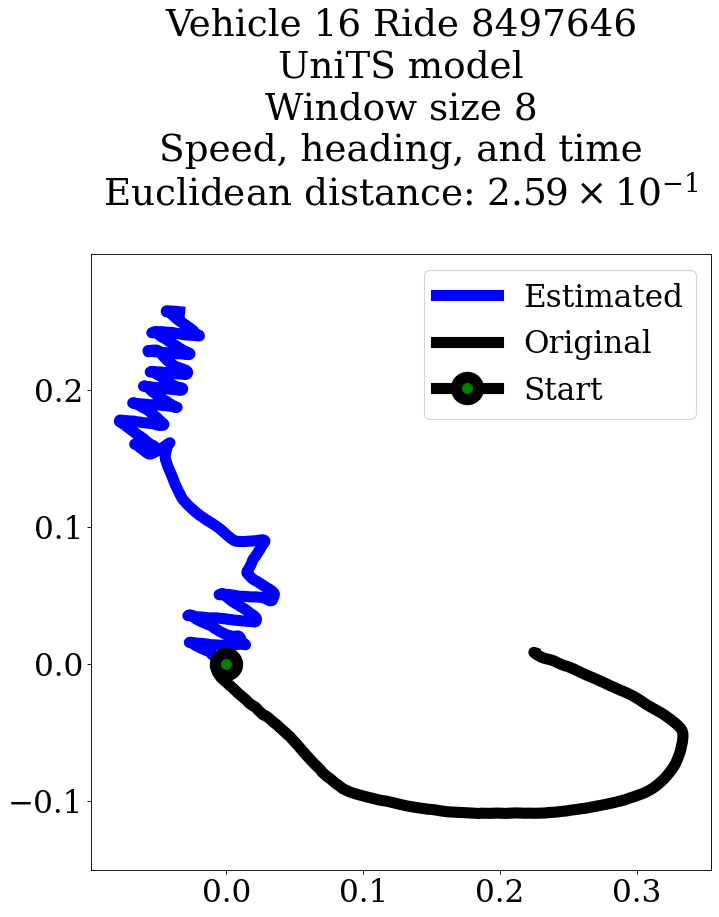 Vehicle 16 Ride 8497646
UniTS model
Window size 8
Speed, heading, and time
Euclidean distance: 2.59 × 10⁻¹
Estimated
Original
Start
0.2
0.1
0.0
−0.1
0.0 0.1 0.2 0.3